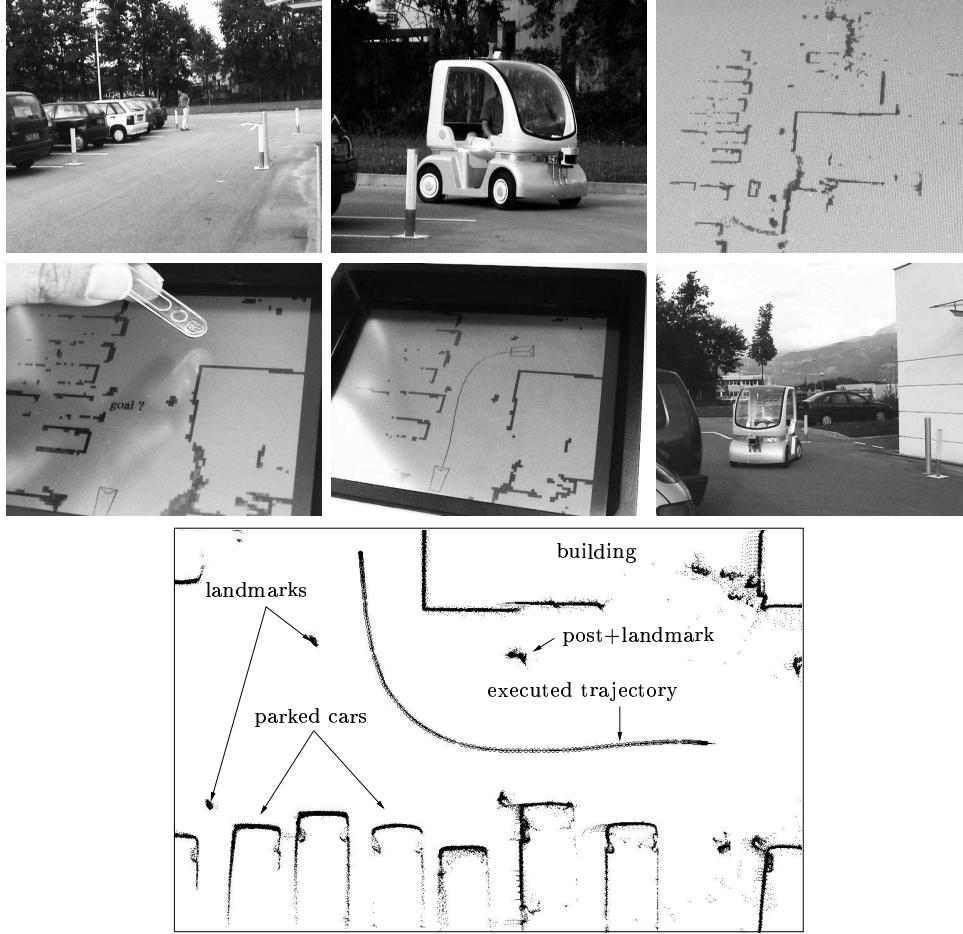 goal ?
building
landmarks
post+landmark
executed trajectory
parked cars